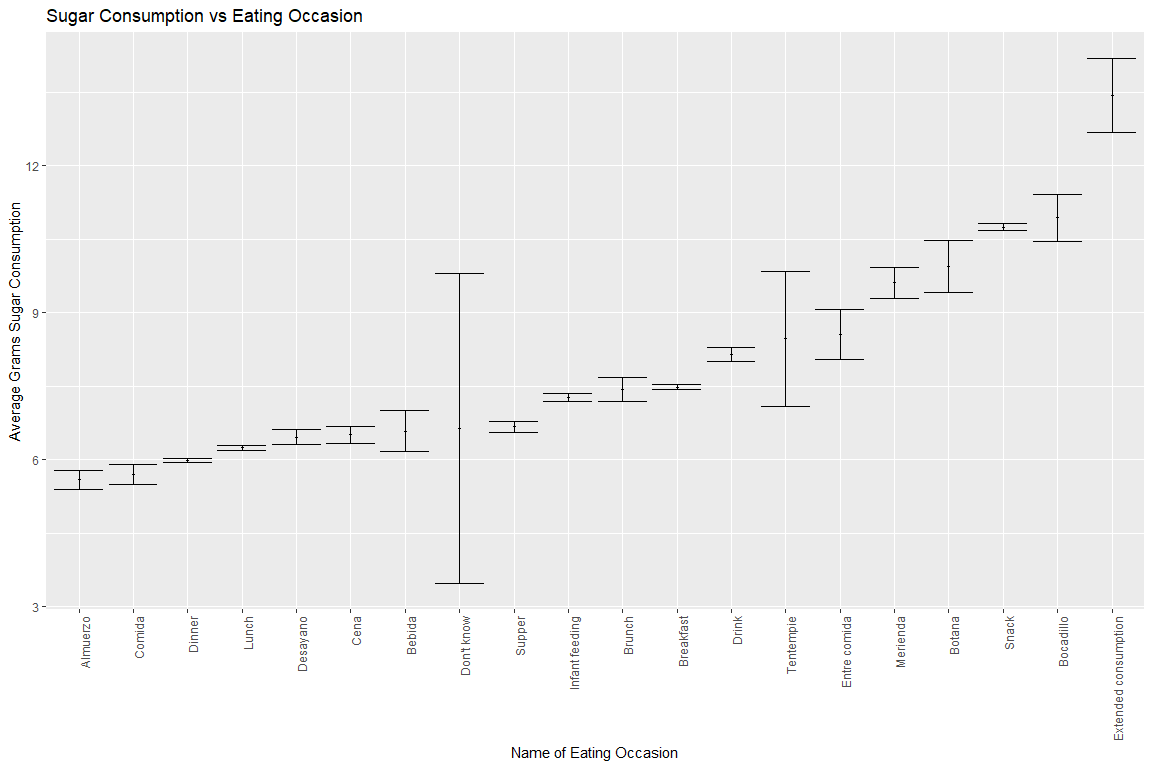 Sugar Consumption vs Eating Occasion
Average Grams Sugar Consumption
12
9
6
3
Almuerzo
Comida
Dinner
Lunch
Desayano
Cena
Bebida
Don't know
Supper
Infant feeding
Brunch
Breakfast
Drink
Tentempie
Entre comida
Merienda
Botana
Snack
Bocadillo
Extended consumption
Name of Eating Occasion